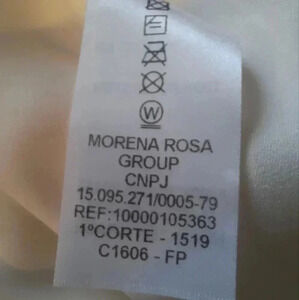 W
MORENA ROSA
GROUP
CNPJ
15.095.271/0005-79
REF:10000105363
1ºCORTE - 1519
C1606 - FP